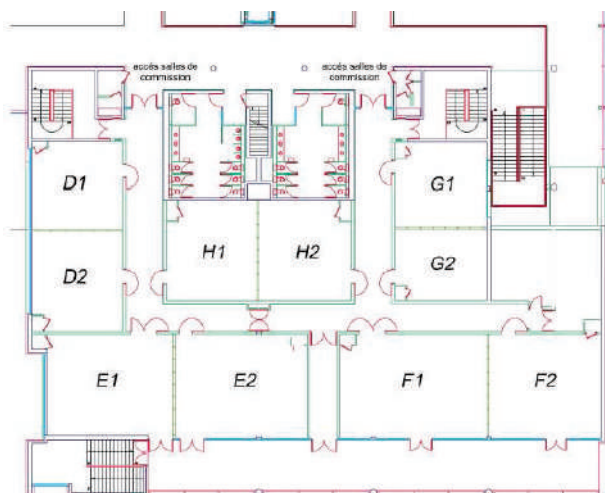 accès salles de
commission
accès salles de
commission
D1
G1
H1
H2
D2
G2
E1
E2
F1
F2